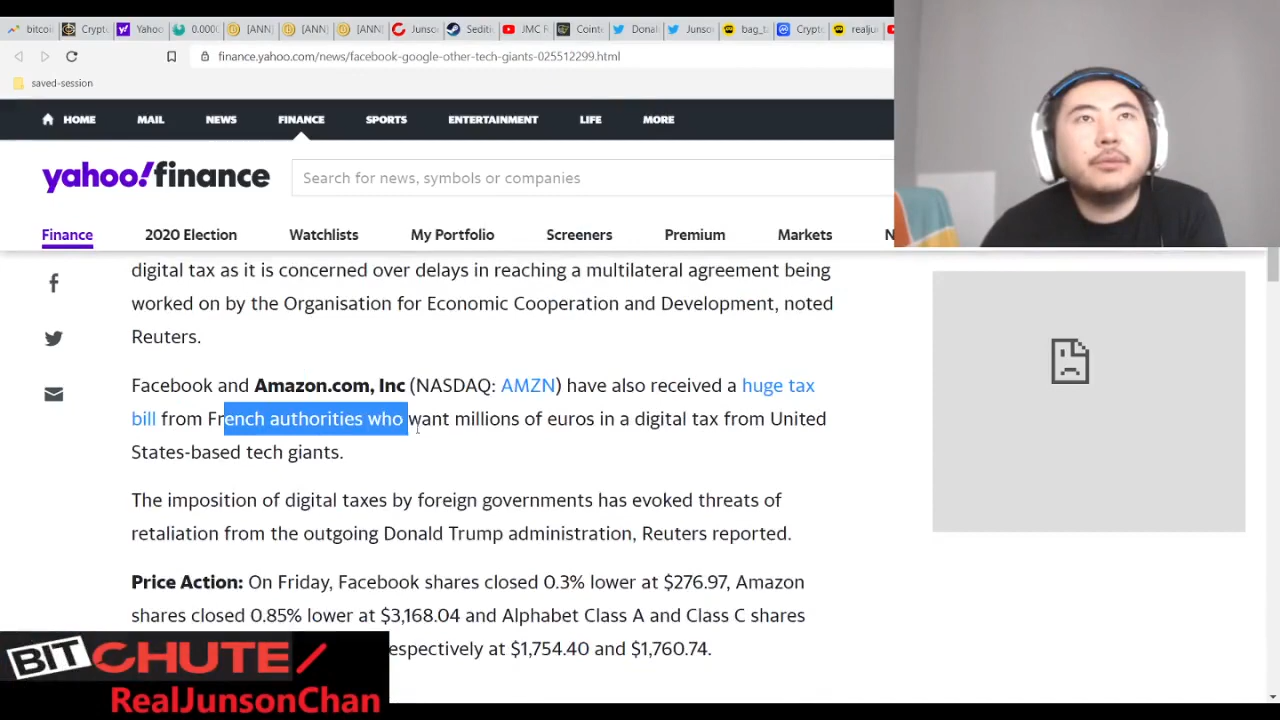 bitcoi
Crypt
Yahoo
0.0000
[ANN]
[ANN]
[ANN]
Junso
Sediti
JMC R
Cointe
Donal
Junso
bag_t
Crypto
realju
finance.yahoo.com/news/facebook-google-other-tech-giants-025512299.html
saved-session
HOME MAIL NEWS FINANCE SPORTS ENTERTAINMENT LIFE MORE
yahoo!finance
Search for news, symbols or companies
Finance 2020 Election Watchlists My Portfolio Screeners Premium Markets N
digital tax as it is concerned over delays in reaching a multilateral agreement being
worked on by the Organisation for Economic Cooperation and Development, noted
Reuters.
Facebook and Amazon.com, Inc (NASDAQ: AMZN) have also received a huge tax
bill from French authorities who want millions of euros in a digital tax from United
States-based tech giants.
The imposition of digital taxes by foreign governments has evoked threats of
retaliation from the outgoing Donald Trump administration, Reuters reported.
Price Action: On Friday, Facebook shares closed 0.3% lower at $276.97, Amazon
shares closed 0.85% lower at $3,168.04 and Alphabet Class A and Class C shares
espectively at $1,754.40 and $1,760.74.
BITCHUTE/
RealJunsonChan